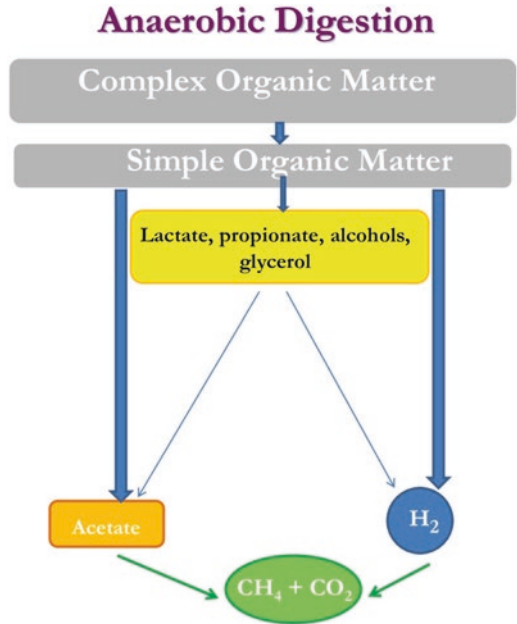 Anaerobic Digestion
Complex Organic Matter
Simple Organic Matter
Lactate, propionate, alcohols,
glycerol
Acetate
H₂
CH₄ + CO₂